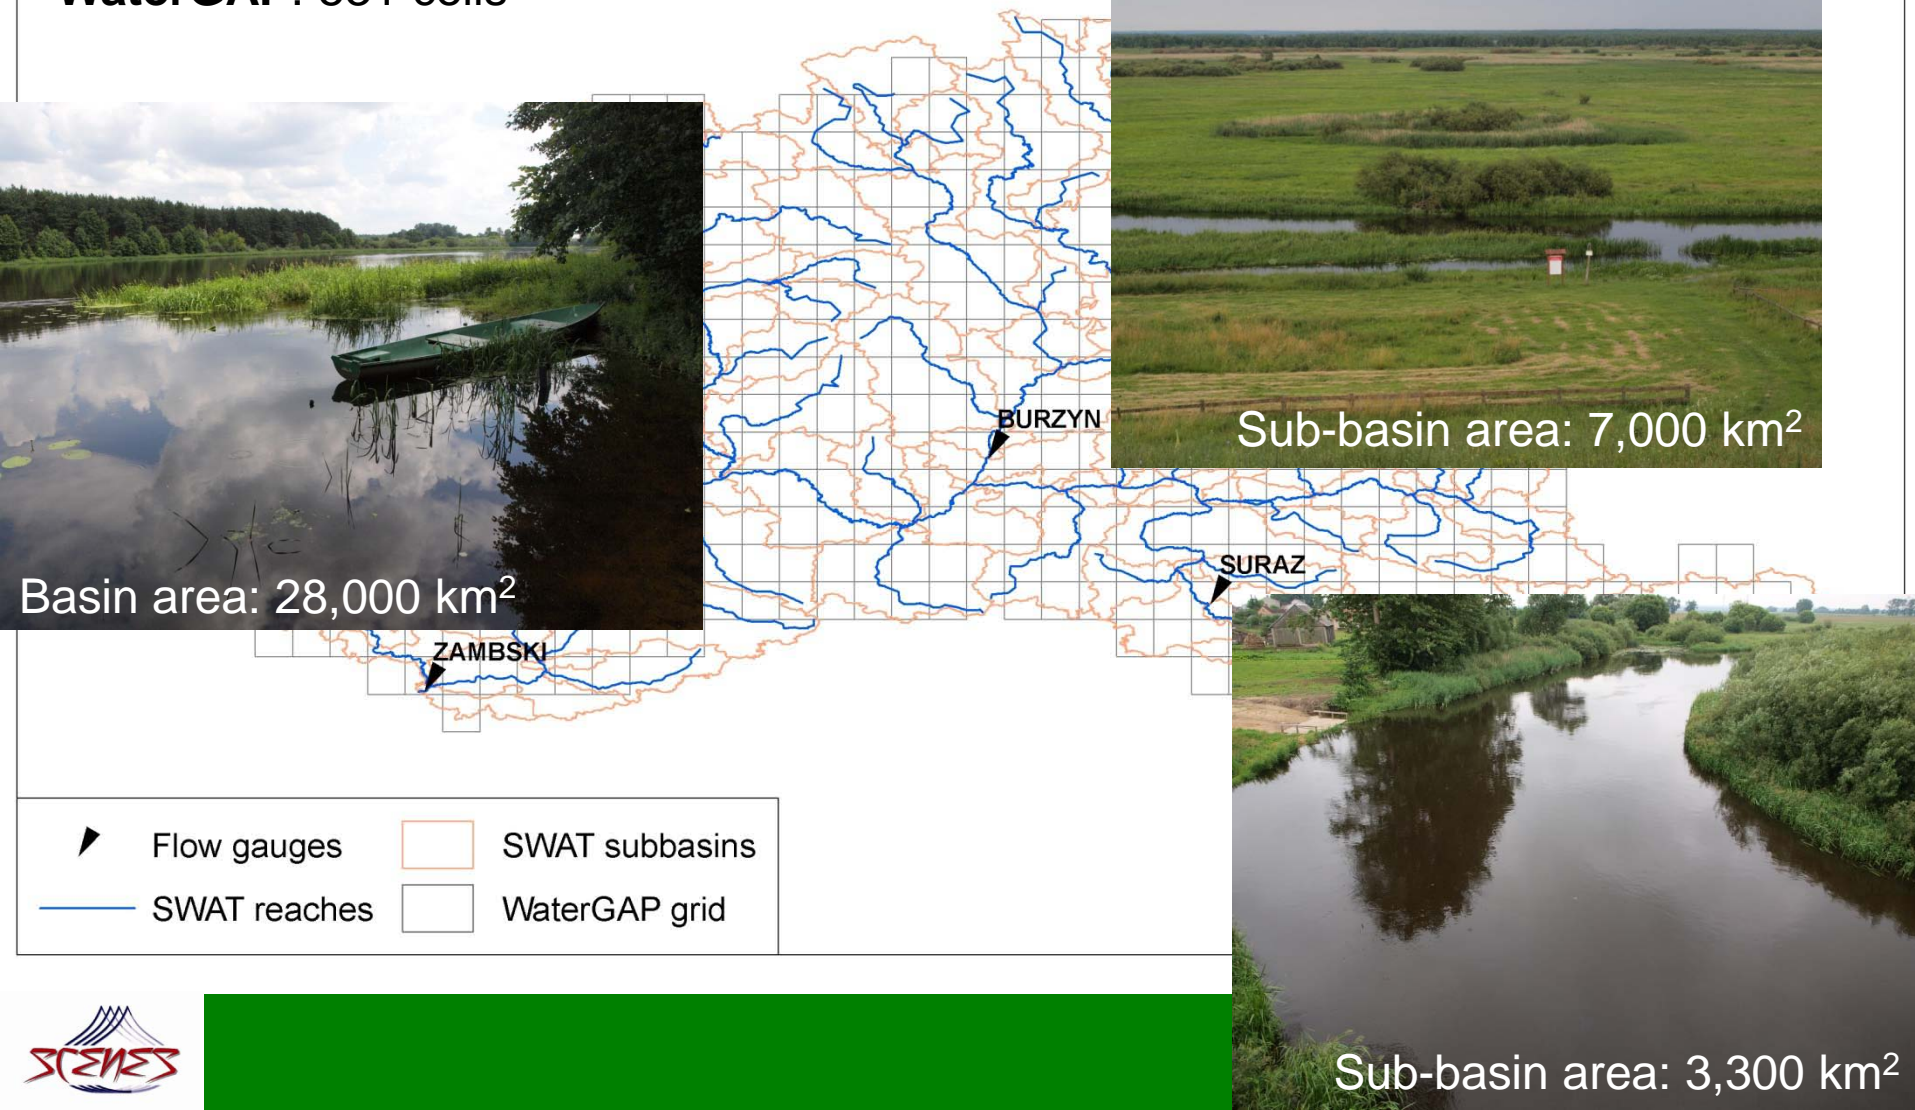 BURZYN
Sub-basin area: 7,000 km²
SURAZ
Basin area: 28,000 km²
ZAMBSKI
Flow gauges
SWAT subbasins
SWAT reaches
WaterGAP grid
SCENES
Sub-basin area: 3,300 km²